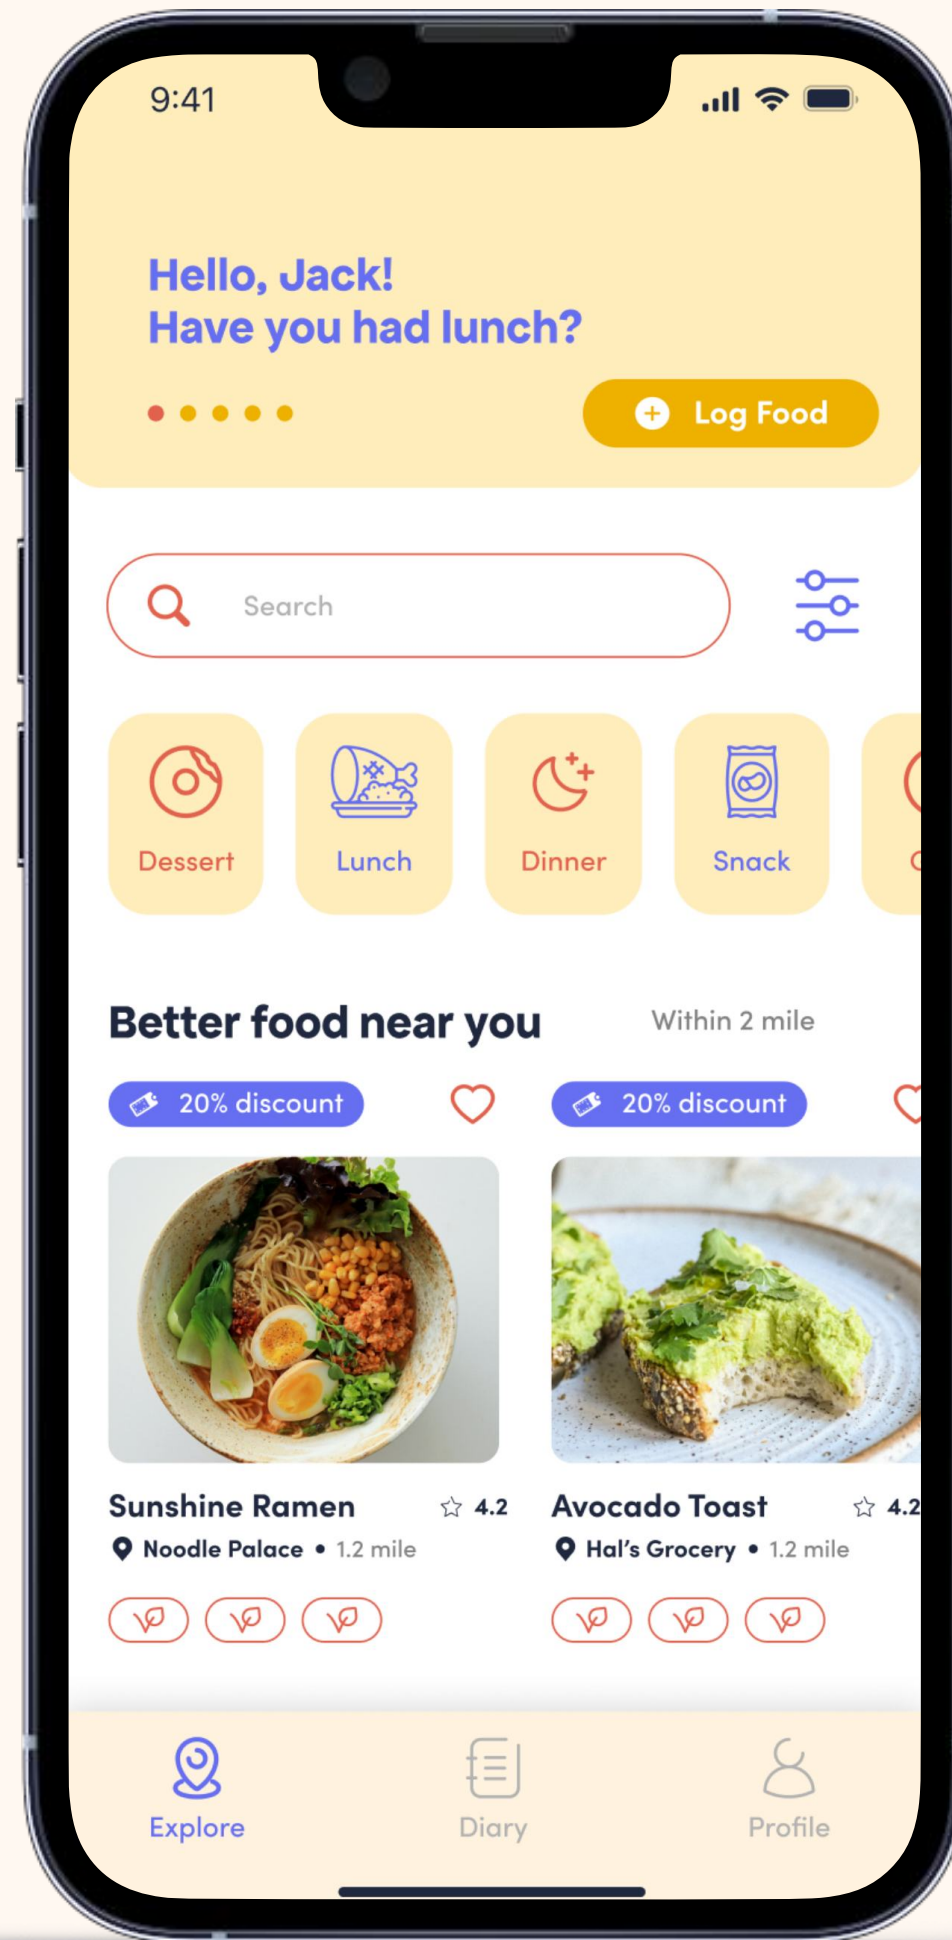 9:41
Hello, Jack!
Have you had lunch?
Log Food
Search
Dessert
Lunch
Dinner
Snack
Better food near you
Within 2 mile
20% discount
20% discount
Sunshine Ramen
4.2
Noodle Palace • 1.2 mile
Avocado Toast
4.2
Hal's Grocery • 1.2 mile
Explore
Diary
Profile